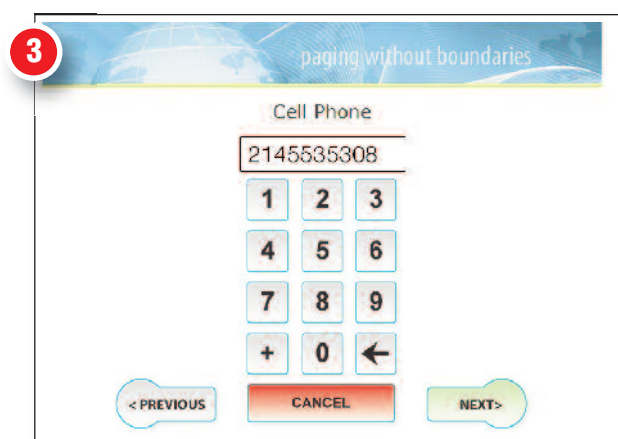 3
paging without boundaries
Cell Phone
2145535308
1 2 3
4 5 6
7 8 9
+ 0 ←
< PREVIOUS CANCEL NEXT>